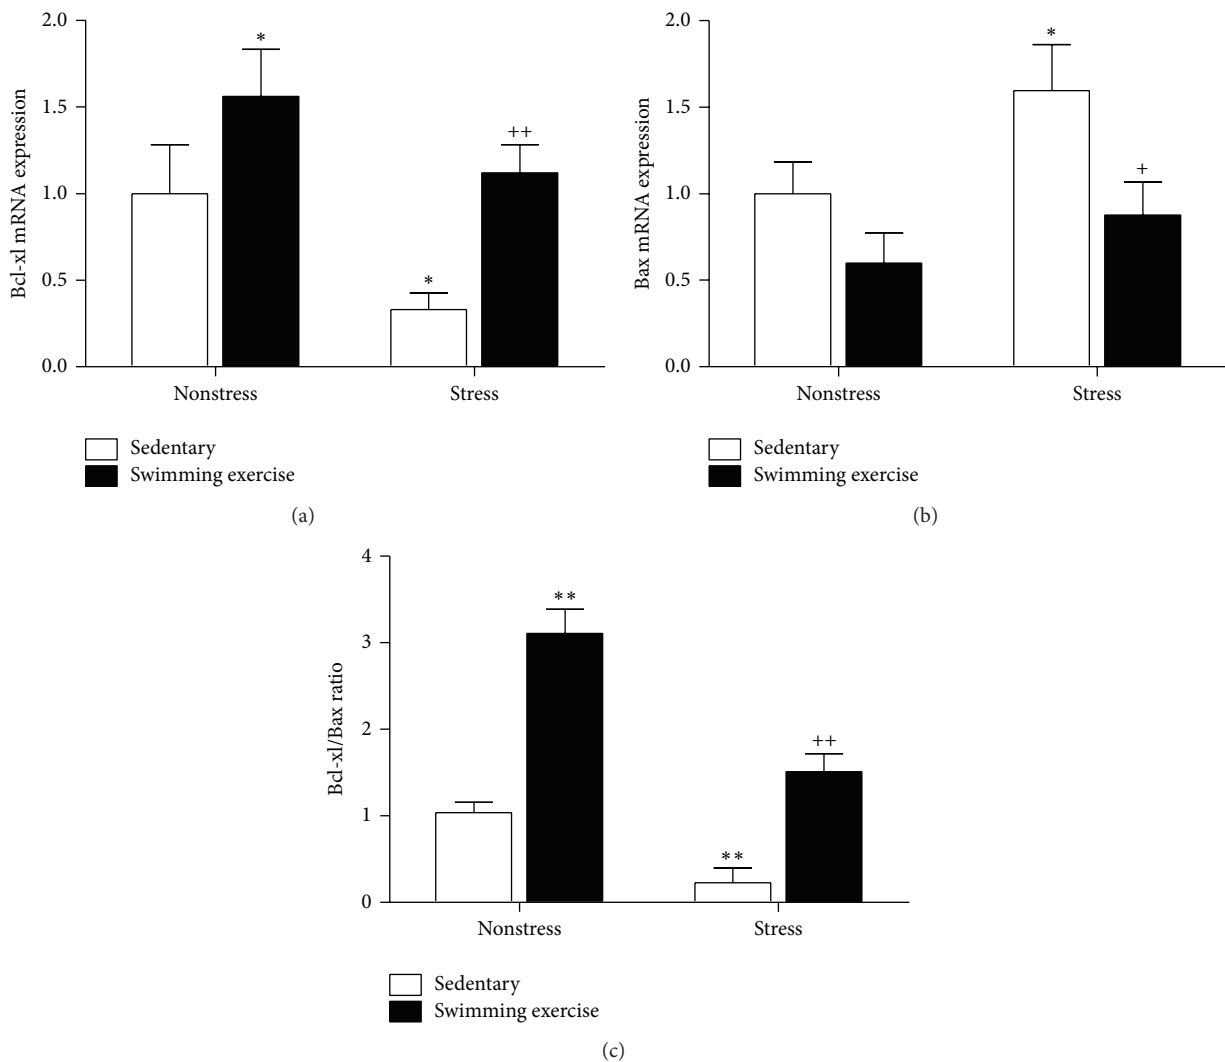 Bcl-xl mRNA expression
2.0
1.5
1.0
0.5
0.0
*
*
++
Nonstress
Stress
Sedentary
Swimming exercise
(a)
Bax mRNA expression
2.0
1.5
1.0
0.5
0.0
*
+
Nonstress
Stress
Sedentary
Swimming exercise
(b)
Bcl-xl/Bax ratio
4
3
2
1
0
**
**
++
Nonstress
Stress
Sedentary
Swimming exercise
(c)